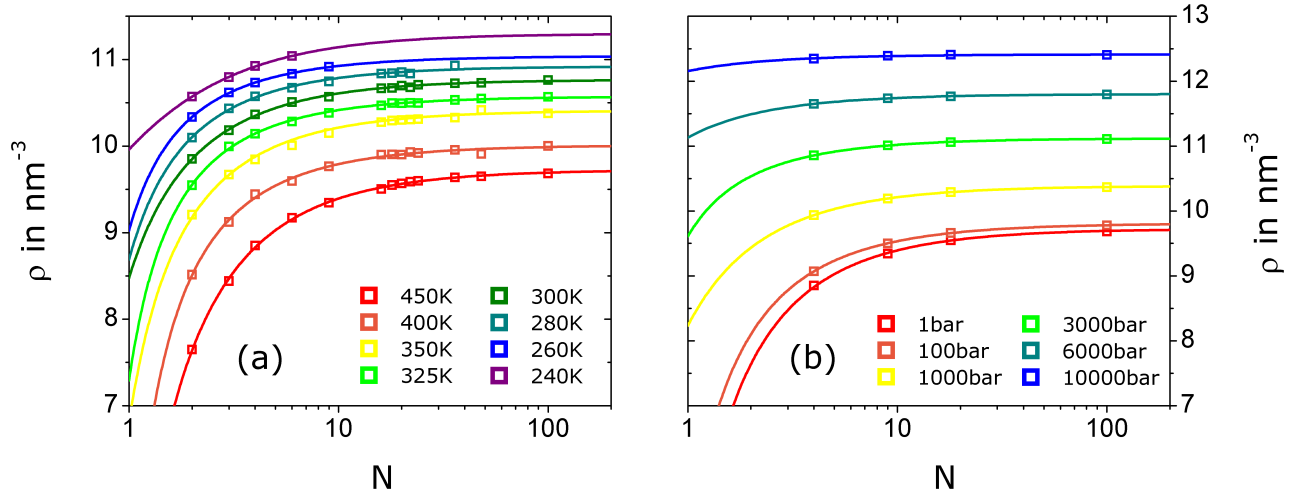 11
10
9
8
7
ρ in nm⁻³
1
10
100
N
(a)
450K
400K
350K
325K
300K
280K
260K
240K
13
12
11
10
9
8
7
ρ in nm⁻³
1
10
100
N
(b)
1bar
100bar
1000bar
3000bar
6000bar
10000bar